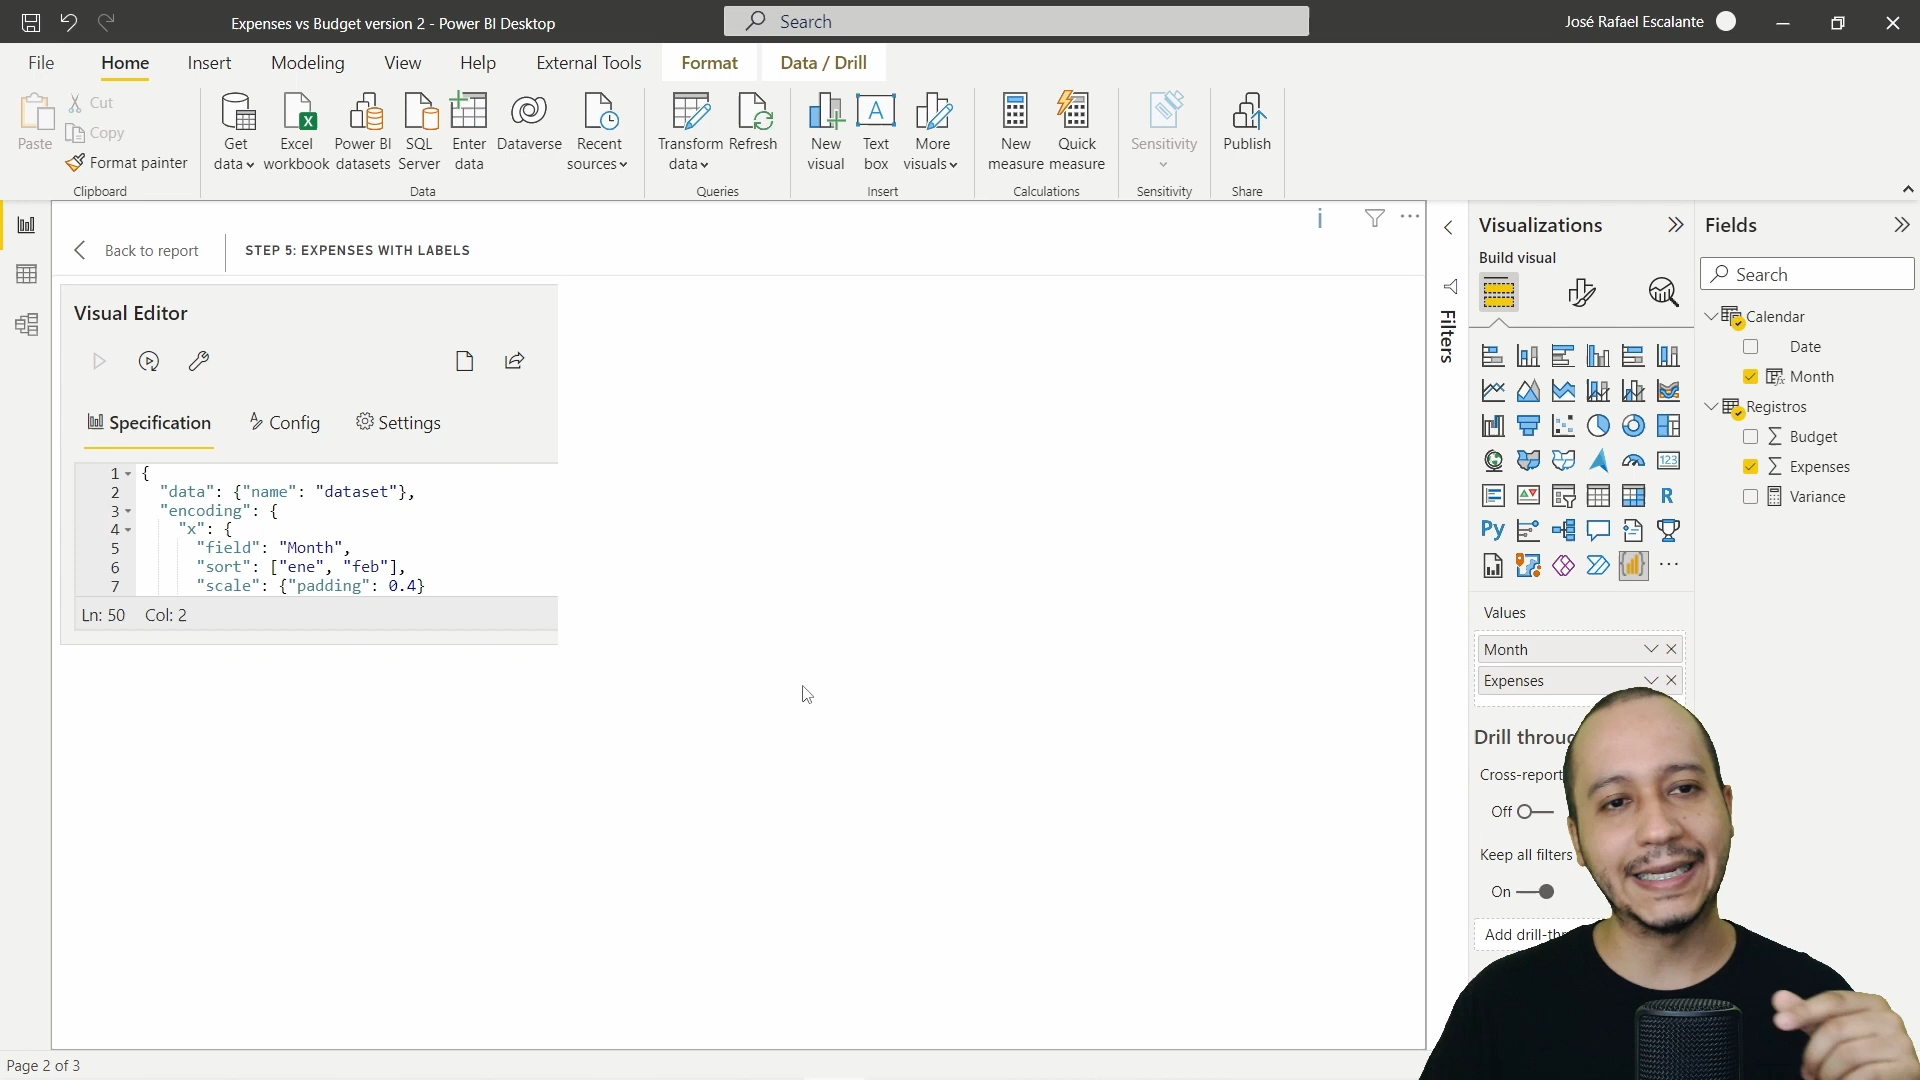 Expenses vs Budget version 2 - Power BI Desktop
Search
José Rafael Escalante
File
Home
Insert
Modeling
View
Help
External Tools
Format
Data / Drill
Paste
Cut
Copy
Format painter
Clipboard
Get data
Excel workbook
Power BI datasets
SQL Server
Enter data
Dataverse
Recent sources
Data
Transform data
Refresh
Queries
New visual
Text box
More visuals
Insert
New measure
Quick measure
Calculations
Sensitivity
Sensitivity
Publish
Share
Back to report
STEP 5: EXPENSES WITH LABELS
Visual Editor
Specification
Config
Settings
1 {
2 "data": {"name": "dataset"},
3 "encoding": {
4 "x": {
5 "field": "Month",
6 "sort": ["ene", "feb"],
7 "scale": {"padding": 0.4}
Ln: 50 Col: 2
Filters
Visualizations
Build visual
123
R
Py
Values
Month
Expenses
Drill throug
Cross-report
Off
Keep all filters
On
Add drill-thr
Fields
Search
Calendar
Date
Month
Registros
Budget
Expenses
Variance
Page 2 of 3